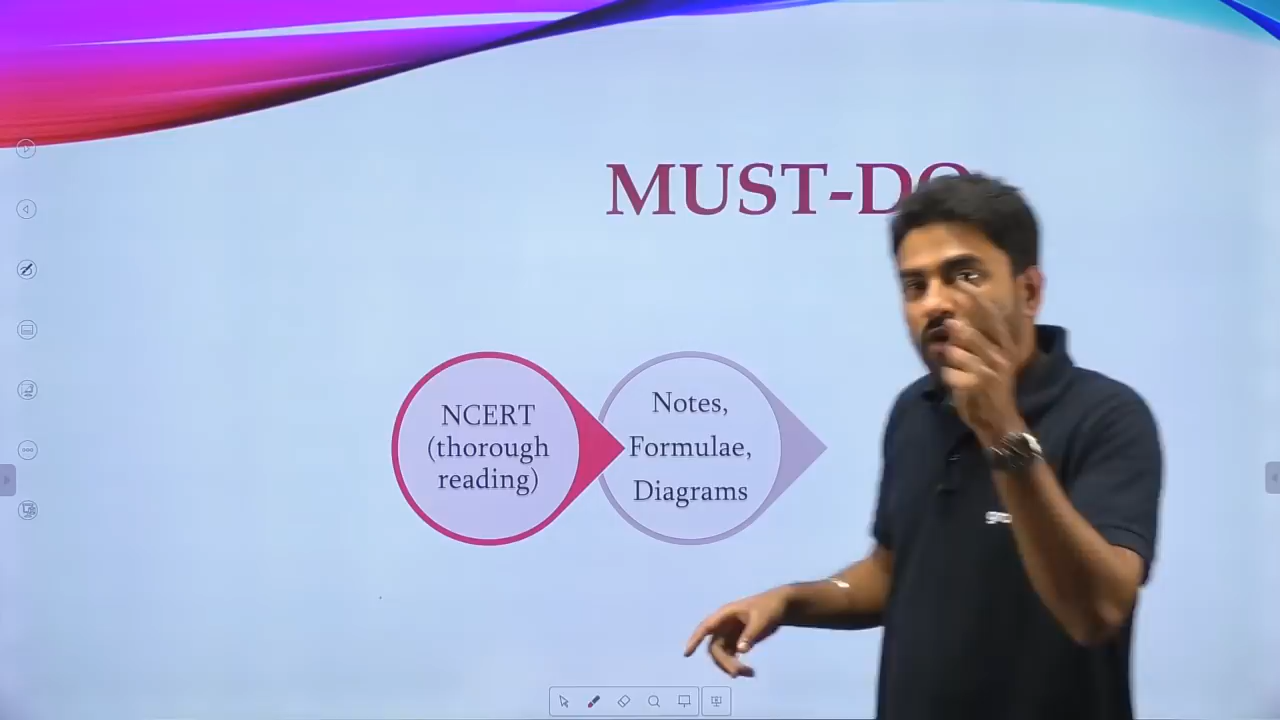 MUST-DO
NCERT
(thorough
reading)
Notes,
Formulae,
Diagrams